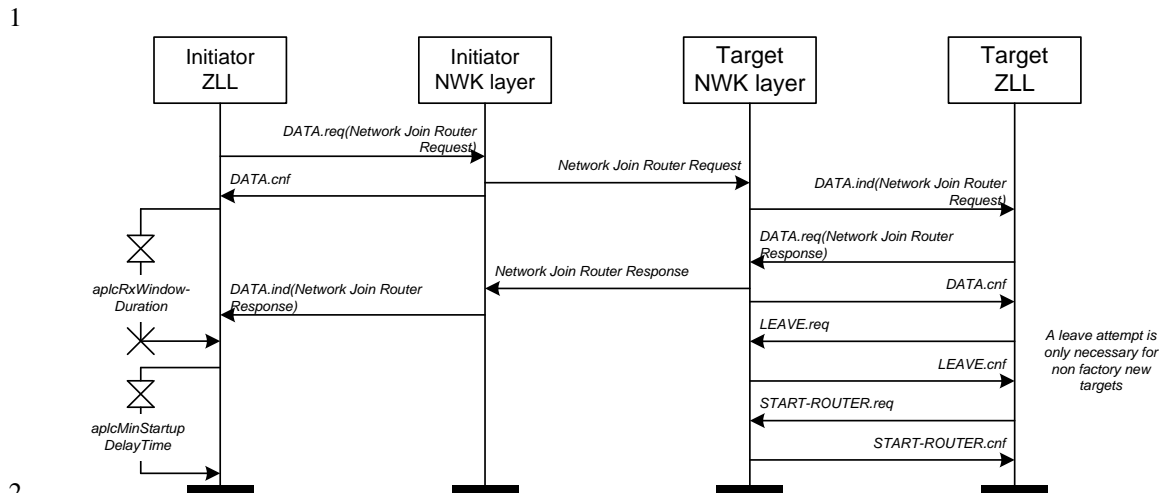 1
Initiator
ZLL
Initiator
NWK layer
Target
NWK layer
Target
ZLL
DATA.req(Network Join Router
Request)
Network Join Router Request
DATA.cnf
DATA.ind(Network Join Router
Request)
DATA.req(Network Join Router
Response)
Network Join Router Response
aplcRxWindow-
Duration
DATA.ind(Network Join Router
Response)
DATA.cnf
LEAVE.req
A leave attempt is
only necessary for
non factory new
targets
LEAVE.cnf
START-ROUTER.req
aplcMinStartup
DelayTime
START-ROUTER.cnf
2